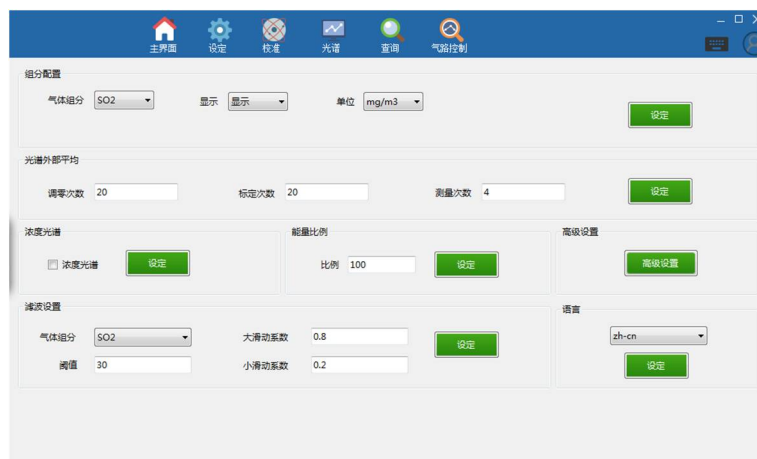 主界面 设定 校准 光谱 查询 气路控制
组分配置
气体组分 SO2 显示 显示 单位 mg/m3 设定
光谱外部平均
调零次数 20 标定次数 20 测量次数 4 设定
浓度光谱 能量比例 高级设置
浓度光谱 设定 比例 100 设定 高级设置
滤波设置 语言
气体组分 SO2 大滑动系数 0.8 设定 zh-cn
阈值 30 小滑动系数 0.2 设定